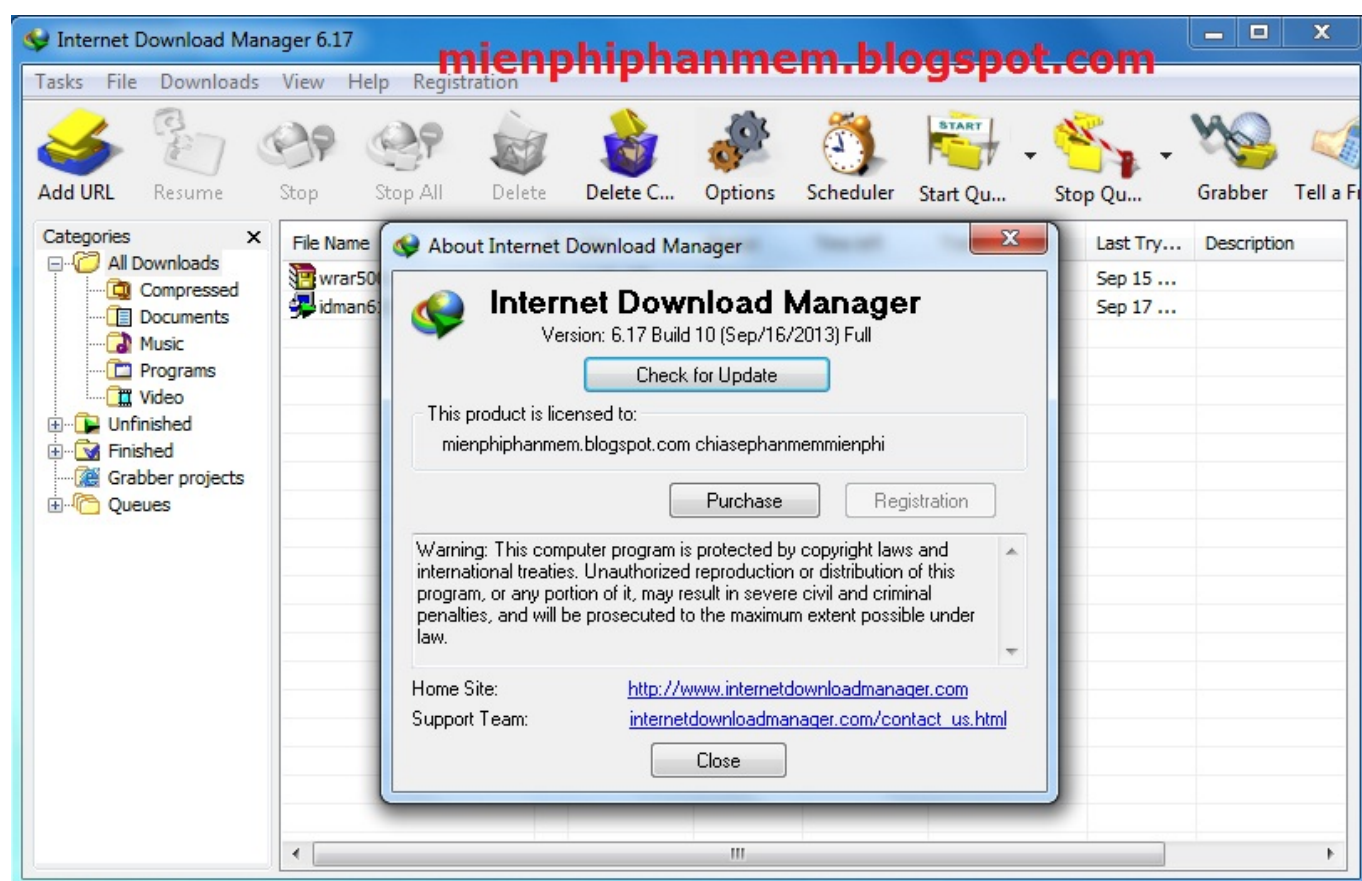 Internet Download Manager 6.17
mienphiphanmem.blogspot.com
Tasks File Downloads View Help Registration
Add URL Resume Stop Stop All Delete Delete C... Options Scheduler Start Qu... Stop Qu... Grabber Tell a Fr
START
Categories
All Downloads
Compressed
Documents
Music
Programs
Video
Unfinished
Finished
Grabber projects
Queues
File Name Last Try... Description
wrar500 Sep 15 ...
idman61 Sep 17 ...
About Internet Download Manager
Internet Download Manager
Version: 6.17 Build 10 (Sep/16/2013) Full
Check for Update
This product is licensed to:
mienphiphanmem.blogspot.com chiasephanmemmienphi
Purchase Registration
Warning: This computer program is protected by copyright laws and
international treaties. Unauthorized reproduction or distribution of this
program, or any portion of it, may result in severe civil and criminal
penalties, and will be prosecuted to the maximum extent possible under
law.
Home Site: http://www.internetdownloadmanager.com
Support Team: internetdownloadmanager.com/contact_us.html
Close